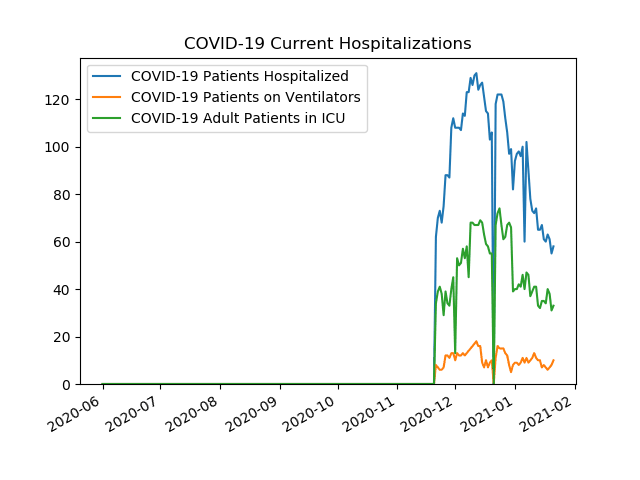 COVID-19 Current Hospitalizations
COVID-19 Patients Hospitalized
COVID-19 Patients on Ventilators
COVID-19 Adult Patients in ICU
120
100
80
60
40
20
0
2020-06 2020-07 2020-08 2020-09 2020-10 2020-11 2020-12 2021-01 2021-02